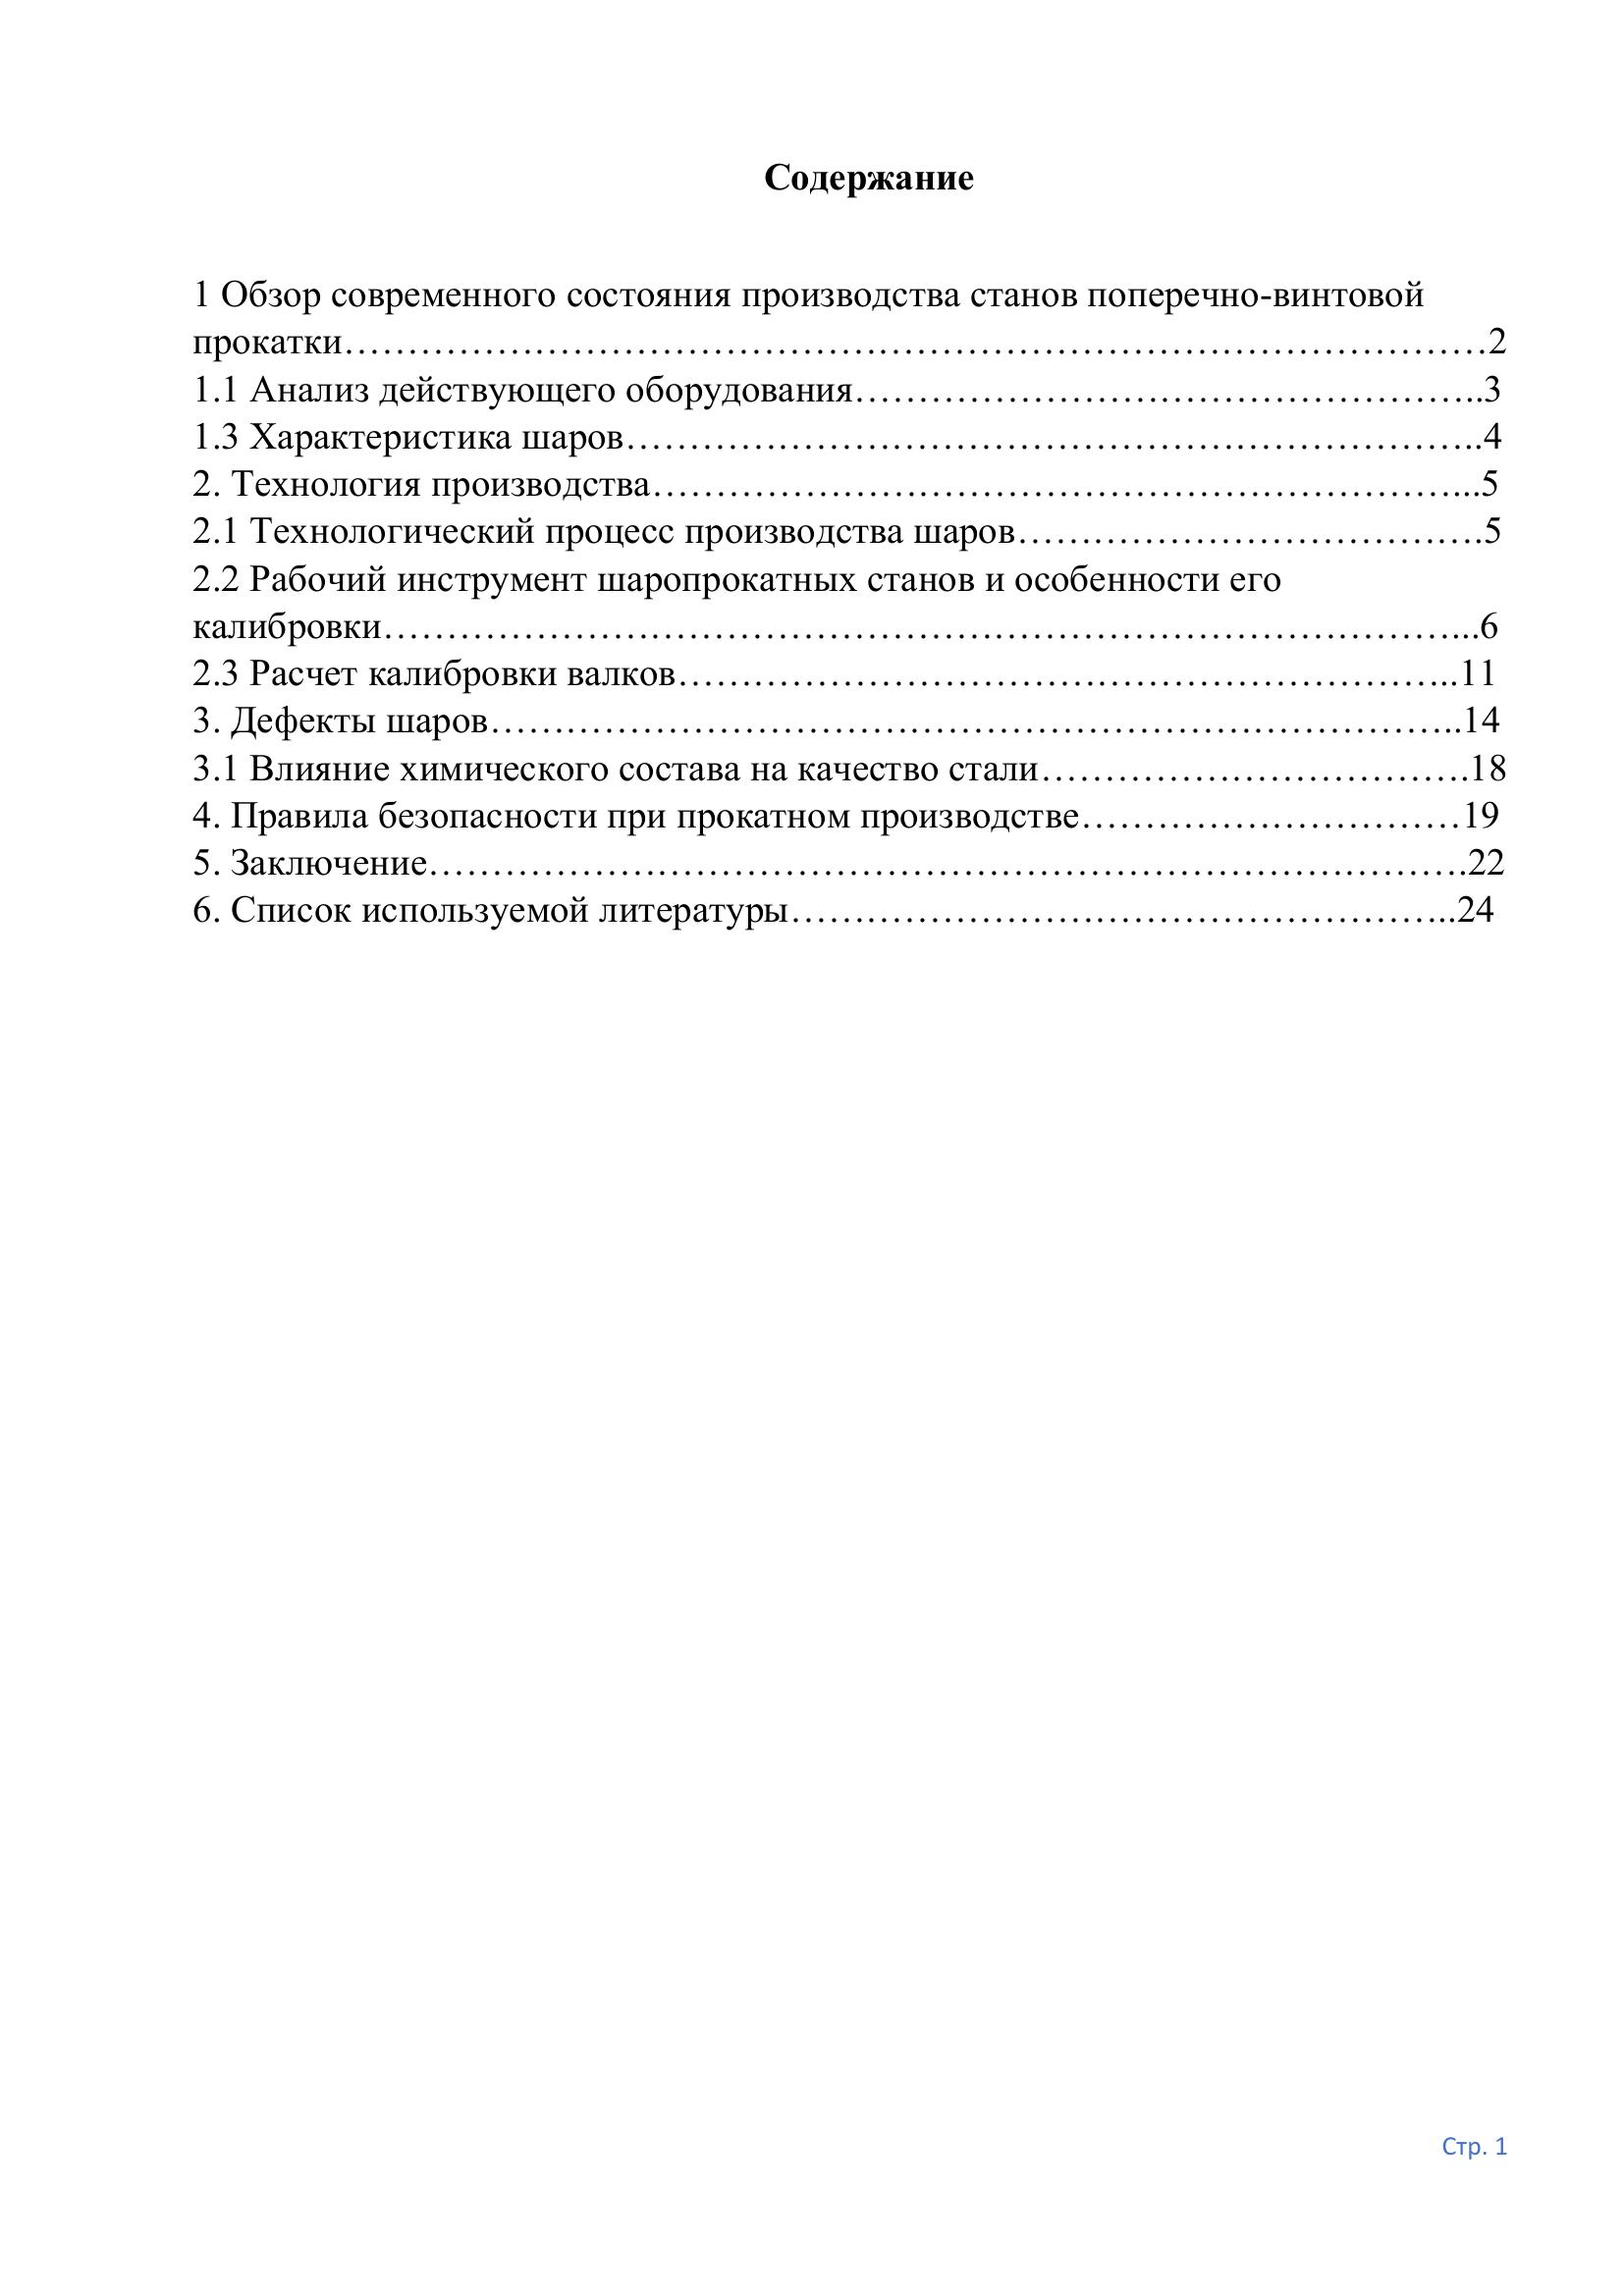 Содержание
1 Обзор современного состояния производства станов поперечно-винтовой
прокатки……………………………………………………………………………2
1.1 Анализ действующего оборудования…………………………………………..3
1.3 Характеристика шаров…………………………………………………………..4
2. Технология производства………………………………………………………...5
2.1 Технологический процесс производства шаров……………………………….5
2.2 Рабочий инструмент шаропрокатных станов и особенности его
калибровки…………………………………………………………………………...6
2.3 Расчет калибровки валков……………………………………………………..11
3. Дефекты шаров…………………………………………………………………..14
3.1 Влияние химического состава на качество стали…………………………….18
4. Правила безопасности при прокатном производстве…………………………19
5. Заключение……………………………………………………………………….22
6. Список используемой литературы……………………………………………...24
Стр. 1